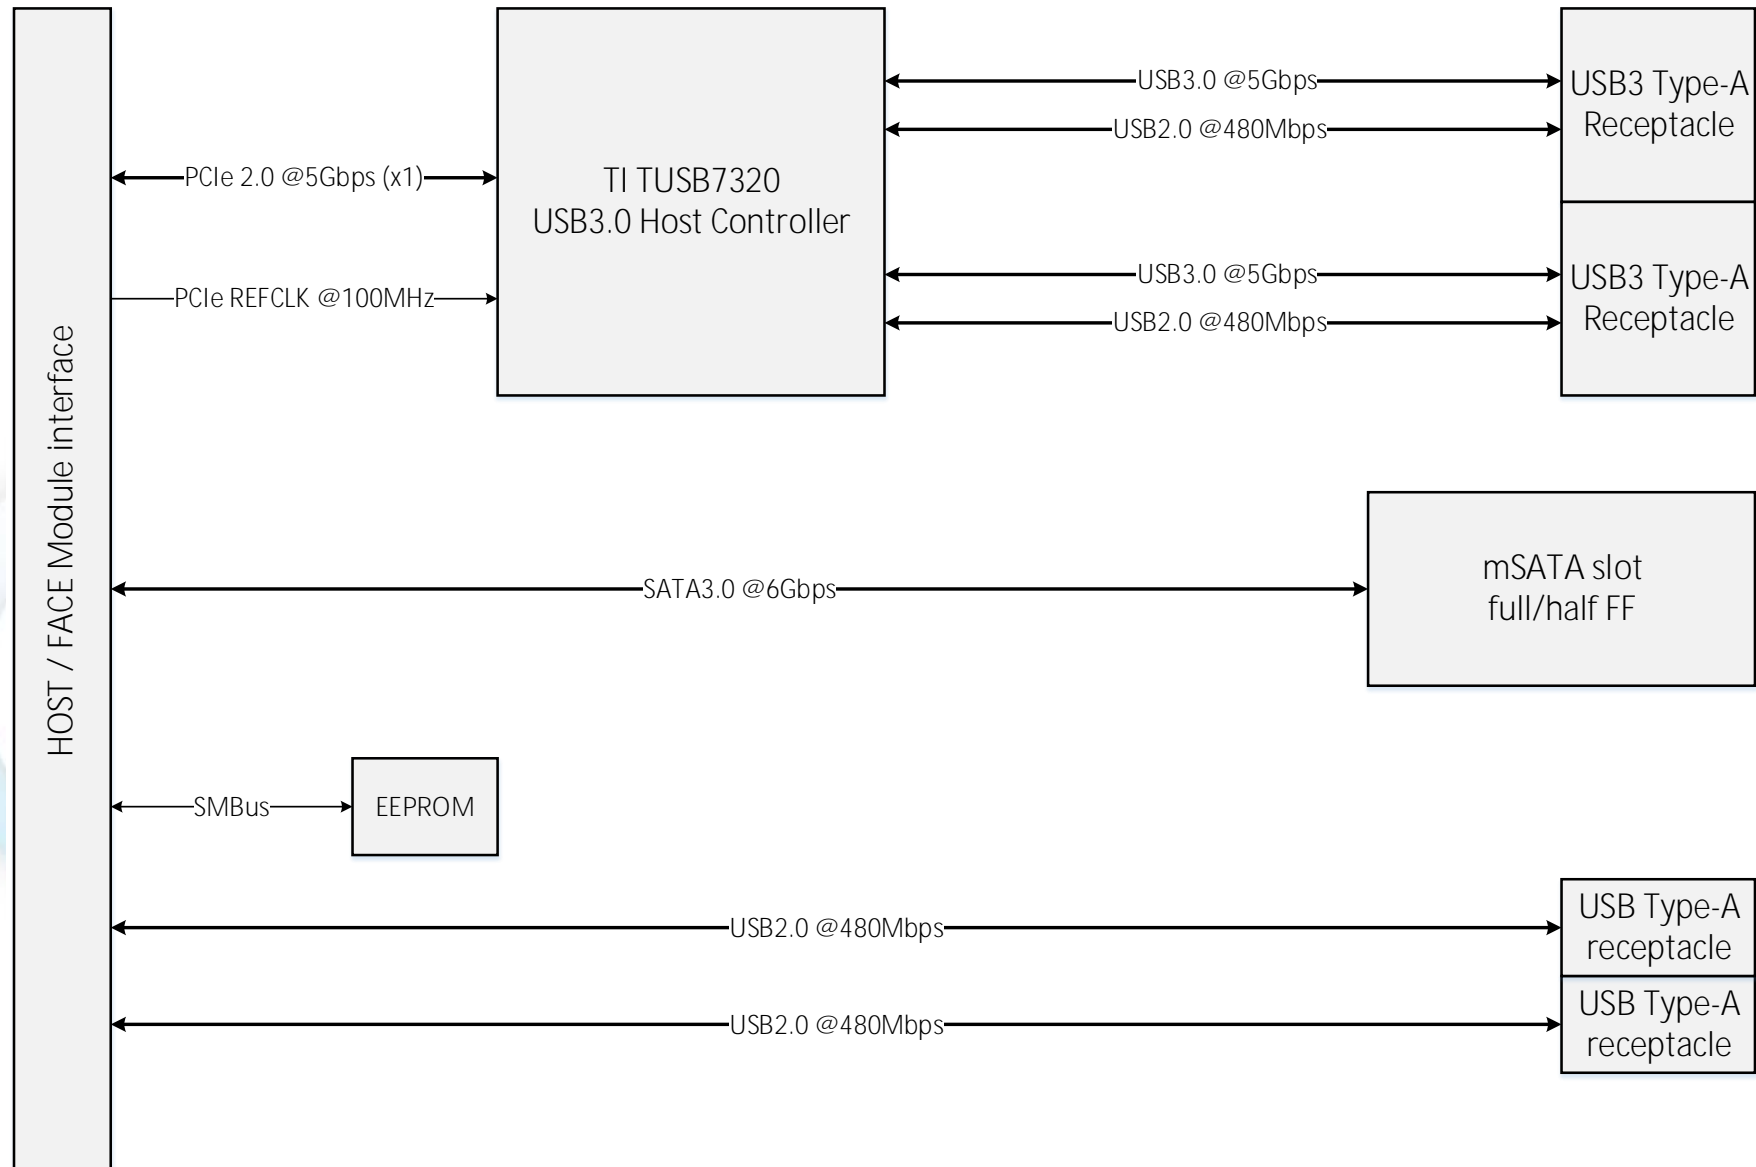 HOST / FACE Module interface
PCIe 2.0 @5Gbps (x1)
PCIe REFCLK @100MHz
TI TUSB7320
USB3.0 Host Controller
USB3.0 @5Gbps
USB2.0 @480Mbps
USB3 Type-A
Receptacle
USB3.0 @5Gbps
USB2.0 @480Mbps
USB3 Type-A
Receptacle
SATA3.0 @6Gbps
mSATA slot
full/half FF
SMBus
EEPROM
USB2.0 @480Mbps
USB Type-A
receptacle
USB2.0 @480Mbps
USB Type-A
receptacle